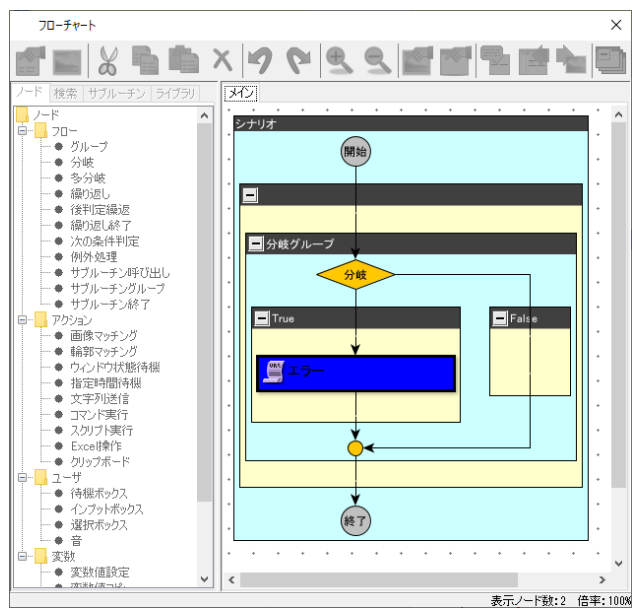 フローチャート
ノード 検索 サブルーチン ライブラリ
ノード
フロー
グループ
分岐
多分岐
繰り返し
後判定繰返
繰り返し終了
次の条件判定
例外処理
サブルーチン呼び出し
サブルーチングループ
サブルーチン終了
アクション
画像マッチング
輪郭マッチング
ウィンドウ状態待機
指定時間待機
文字列送信
コマンド実行
スクリプト実行
Excel操作
クリップボード
ユーザ
待機ボックス
インプットボックス
選択ボックス
音
変数
変数値設定
変数値コピー
メイン
シナリオ
開始
分岐グループ
分岐
True
False
VBS
エラー
終了
表示ノード数:2 倍率:100%